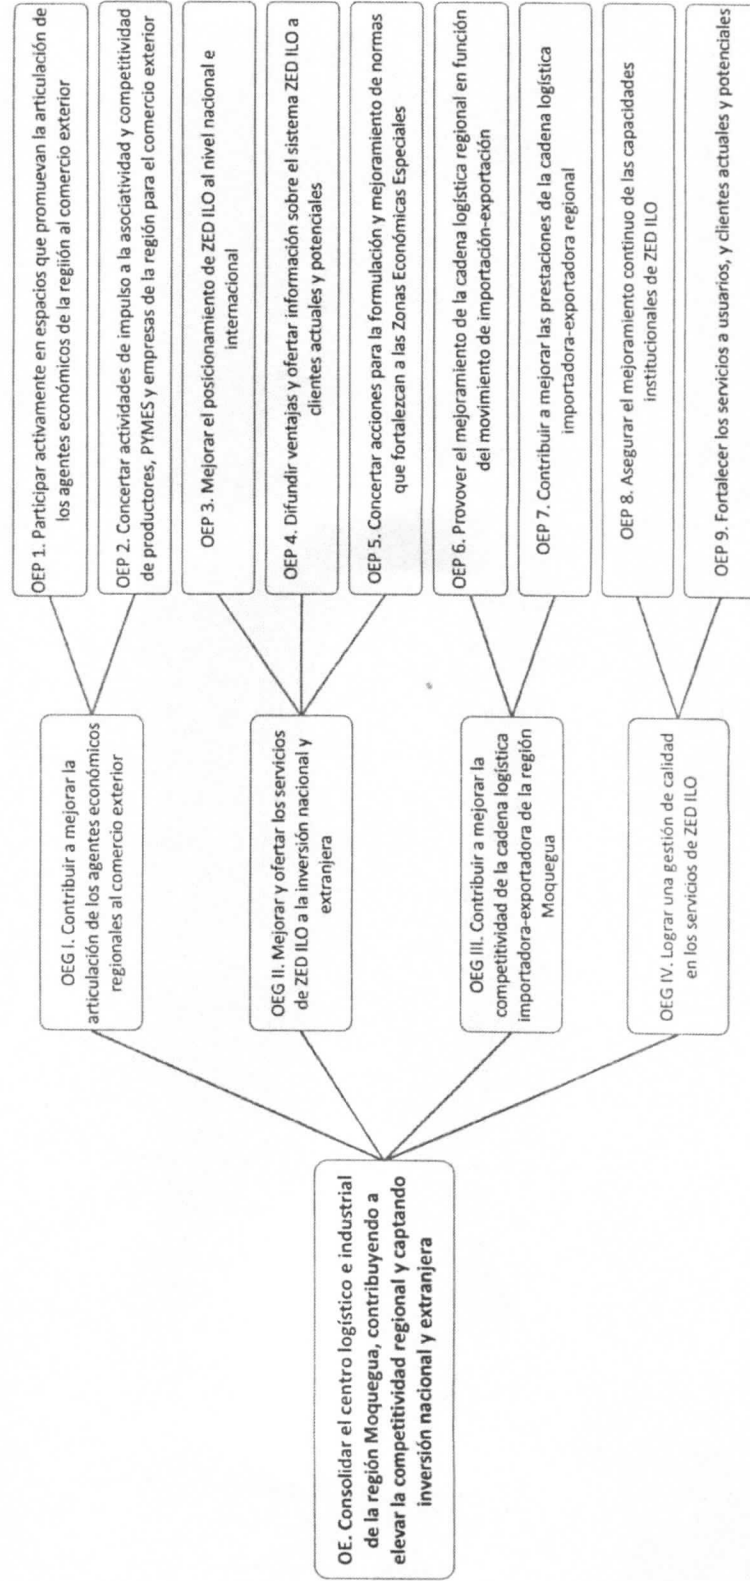 OE. Consolidar el centro logístico e industrial
de la región Moquegua, contribuyendo a
elevar la competitividad regional y captando
inversión nacional y extranjera
OEG I. Contribuir a mejorar la
articulación de los agentes económicos
regionales al comercio exterior
OEP 1. Participar activamente en espacios que promuevan la articulación de
los agentes económicos de la regiión al comercio exterior
OEP 2. Concertar actividades de impulso a la asociatividad y competitividad
de productores, PYMES y empresas de la región para el comercio exterior
OEG II. Mejorar y ofertar los servicios
de ZED ILO a la inversión nacional y
extranjera
OEP 3. Mejorar el posicionamiento de ZED ILO al nivel nacional e
internacional
OEP 4. Difundir ventajas y ofertar información sobre el sistema ZED ILO a
clientes actuales y potenciales
OEP 5. Concertar acciones para la formulación y mejoramiento de normas
que fortalezcan a las Zonas Económicas Especiales
OEG III. Contribuir a mejorar la
competitividad de la cadena logística
importadora-exportadora de la región
Moquegua
OEP 6. Provover el mejoramiento de la cadena logística regional en función
del movimiento de importación-exportación
OEP 7. Contribuir a mejorar las prestaciones de la cadena logística
importadora-exportadora regional
OEG IV. Lograr una gestión de calidad
en los servicios de ZED ILO
OEP 8. Asegurar el mejoramiento continuo de las capacidades
institucionales de ZED ILO
OEP 9. Fortalecer los servicios a usuarios, y clientes actuales y potenciales